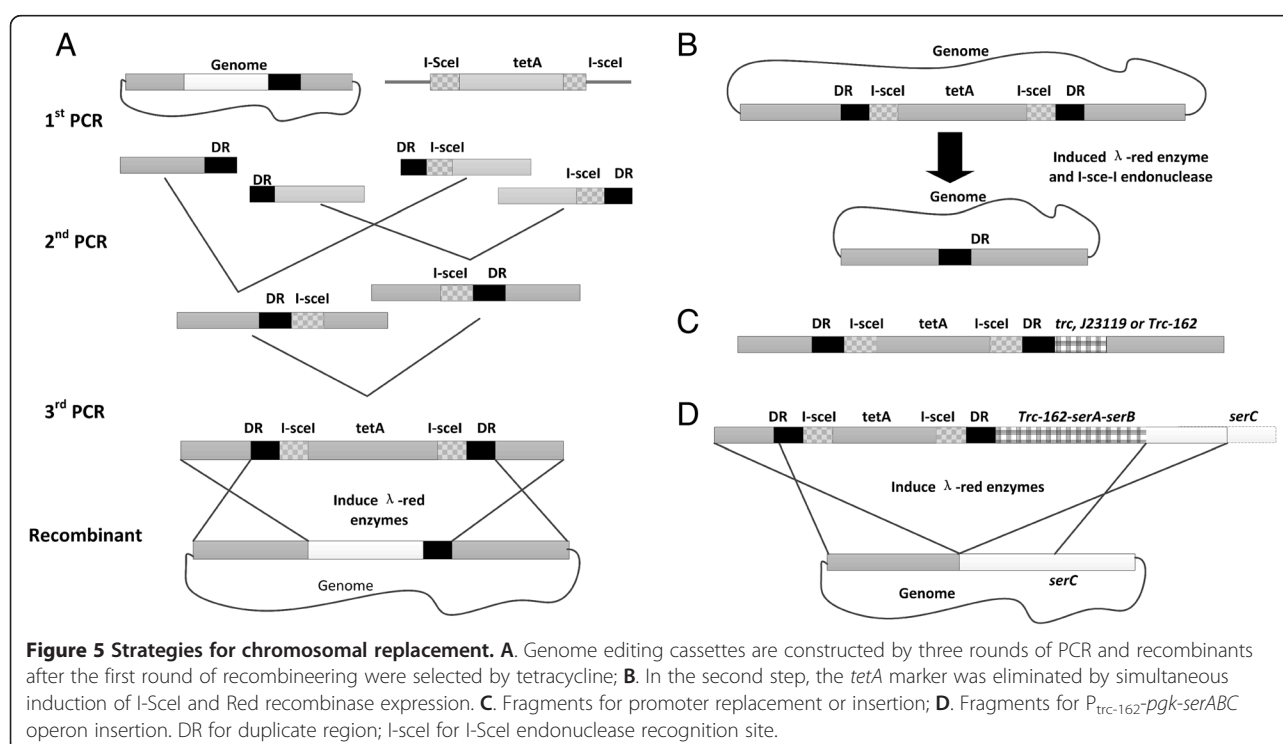 A
Genome
I-SceI tetA I-sceI
1st PCR
DR DR I-sceI
DR I-sceI DR
2nd PCR
I-sceI DR
DR I-sceI
3rd PCR
DR I-sceI tetA I-sceI DR
Induce λ-red
enzymes
Recombinant
Genome
B
Genome
DR I-sceI tetA I-sceI DR
Induced λ-red enzyme
and I-sce-I endonuclease
Genome
DR
C
DR I-sceI tetA I-sceI DR trc, J23119 or Trc-162
D
DR I-sceI tetA I-sceI DR Trc-162-serA-serB serC
Induce λ-red enzymes
serC
Genome
Figure 5 Strategies for chromosomal replacement. A. Genome editing cassettes are constructed by three rounds of PCR and recombinants
after the first round of recombineering were selected by tetracycline; B. In the second step, the tetA marker was eliminated by simultaneous
induction of I-SceI and Red recombinase expression. C. Fragments for promoter replacement or insertion; D. Fragments for Ptrc-162-pgk-serABC
operon insertion. DR for duplicate region; I-sceI for I-SceI endonuclease recognition site.